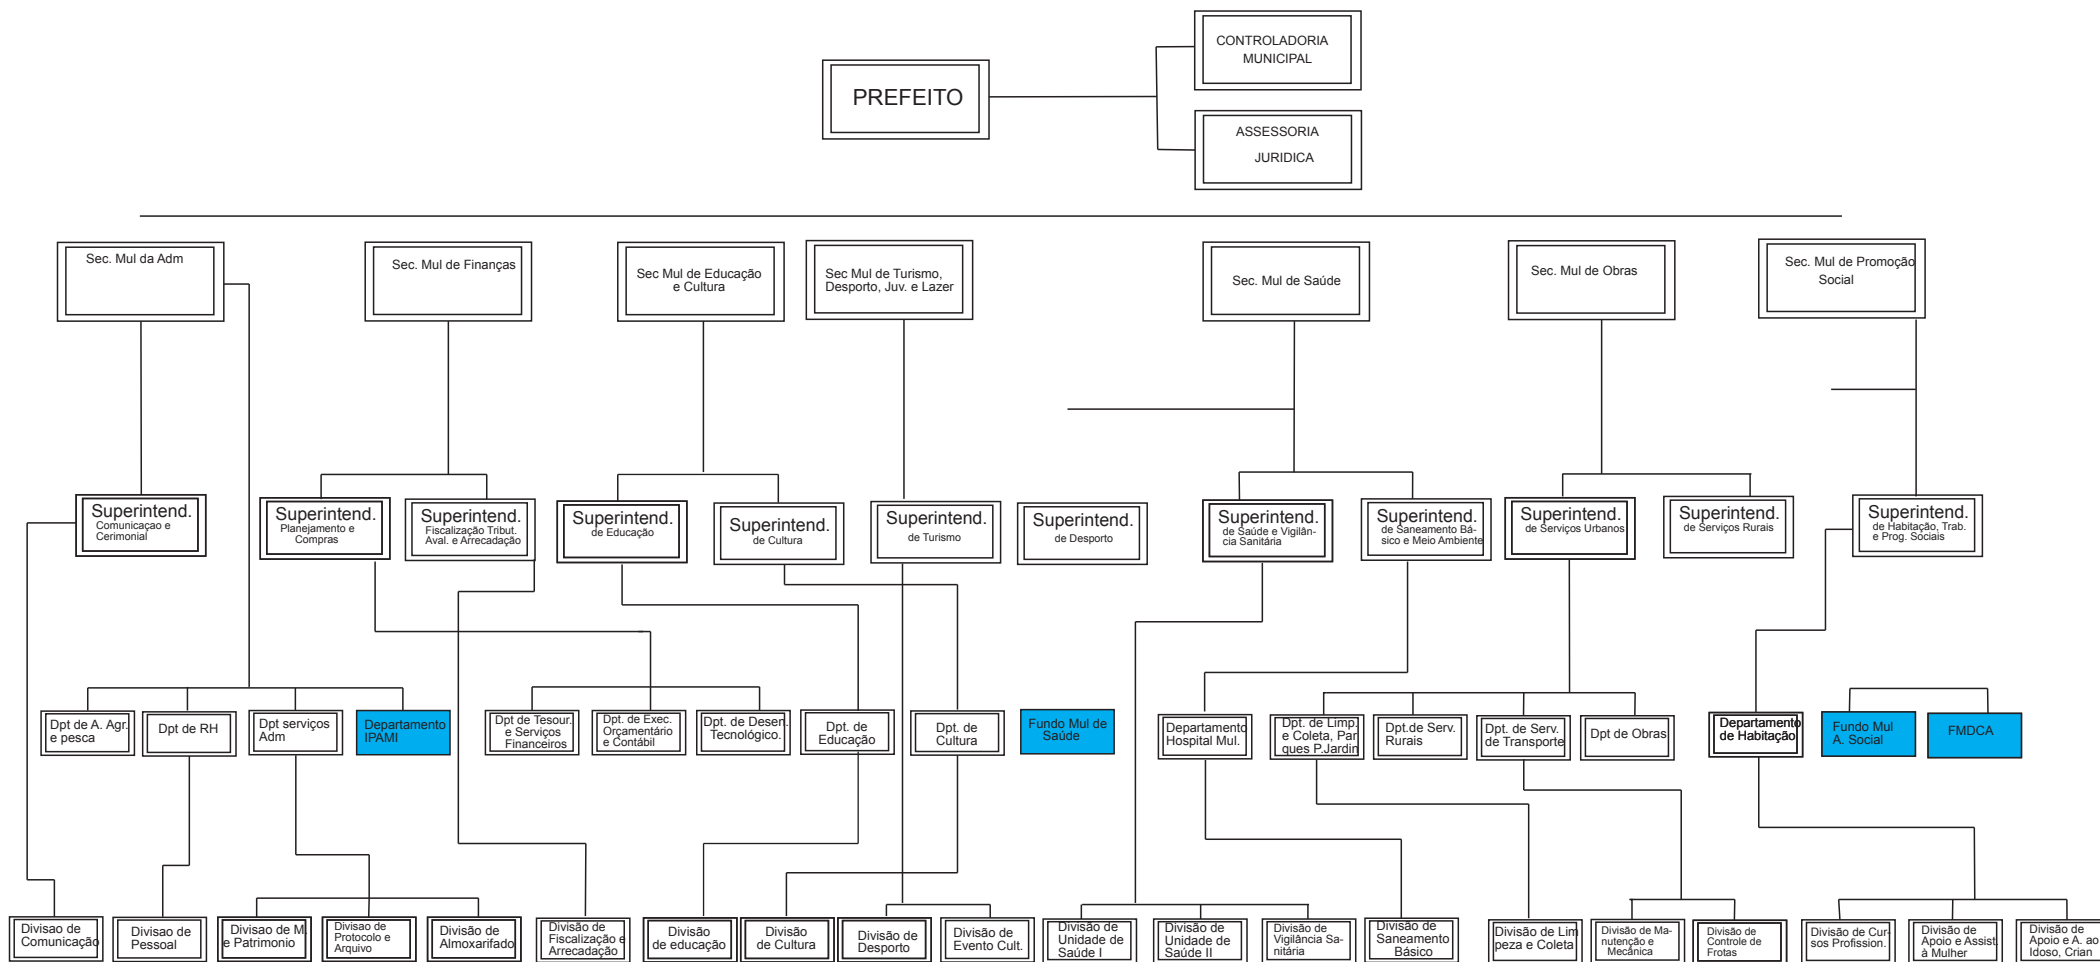 CONTROLADORIA
MUNICIPAL
PREFEITO
ASSESSORIA
JURIDICA
Sec. Mul da Adm
Sec. Mul de Finanças
Sec Mul de Educação
e Cultura
Sec Mul de Turismo,
Desporto, Juv. e Lazer
Sec. Mul de Saúde
Sec. Mul de Obras
Sec. Mul de Promoção
Social
Superintend.
Comunicaçao e
Cerimonial
Superintend.
Planejamento e
Compras
Superintend.
Fiscalização Tribut.
Aval. e Arrecadação
Superintend.
de Educação
Superintend.
de Cultura
Superintend.
de Turismo
Superintend.
de Desporto
Superintend.
de Saúde e Vigilân-
cia Sanitária
Superintend.
de Saneamento Bá-
sico e Meio Ambiente
Superintend.
de Serviços Urbanos
Superintend.
de Serviços Rurais
Superintend.
de Habitação, Trab.
e Prog. Sociais
Dpt de A. Agr.
e pesca
Dpt de RH
Dpt serviços
Adm
Departamento
IPAMI
Dpt de Tesour.
e Serviços
Financeiros
Dpt. de Exec.
Orçamentário
e Contábil
Dpt. de Desen.
Tecnológico.
Dpt. de
Educação
Dpt. de
Cultura
Fundo Mul de
Saúde
Departamento
Hospital Mul.
Dpt. de Limp.
e Coleta, Par
ques P.Jardin
Dpt.de Serv.
Rurais
Dpt. de Serv.
de Transporte
Dpt de Obras
Departamento
de Habitação
Fundo Mul
A. Social
FMDCA
Divisao de
Comunicação
Divisao de
Pessoal
Divisao de M.
e Patrimonio
Divisao de
Protocolo e
Arquivo
Divisão de
Almoxarifado
Divisão de
Fiscalização e
Arrecadação
Divisão
de educação
Divisão
de Cultura
Divisão de
Desporto
Divisão de
Evento Cult.
Divisão de
Unidade de
Saúde I
Divisão de
Unidade de
Saúde II
Divisão de
Vigilância Sa-
nitária
Divisão de
Saneamento
Básico
Divisão de Lim
peza e Coleta
Divisão de Ma-
nutenção e
Mecânica
Divisão de
Controle de
Frotas
Divisão de Cur-
sos Profission.
Divisão de
Apoio e Assist.
à Mulher
Divisão de
Apoio e A. ao
Idoso, Crian